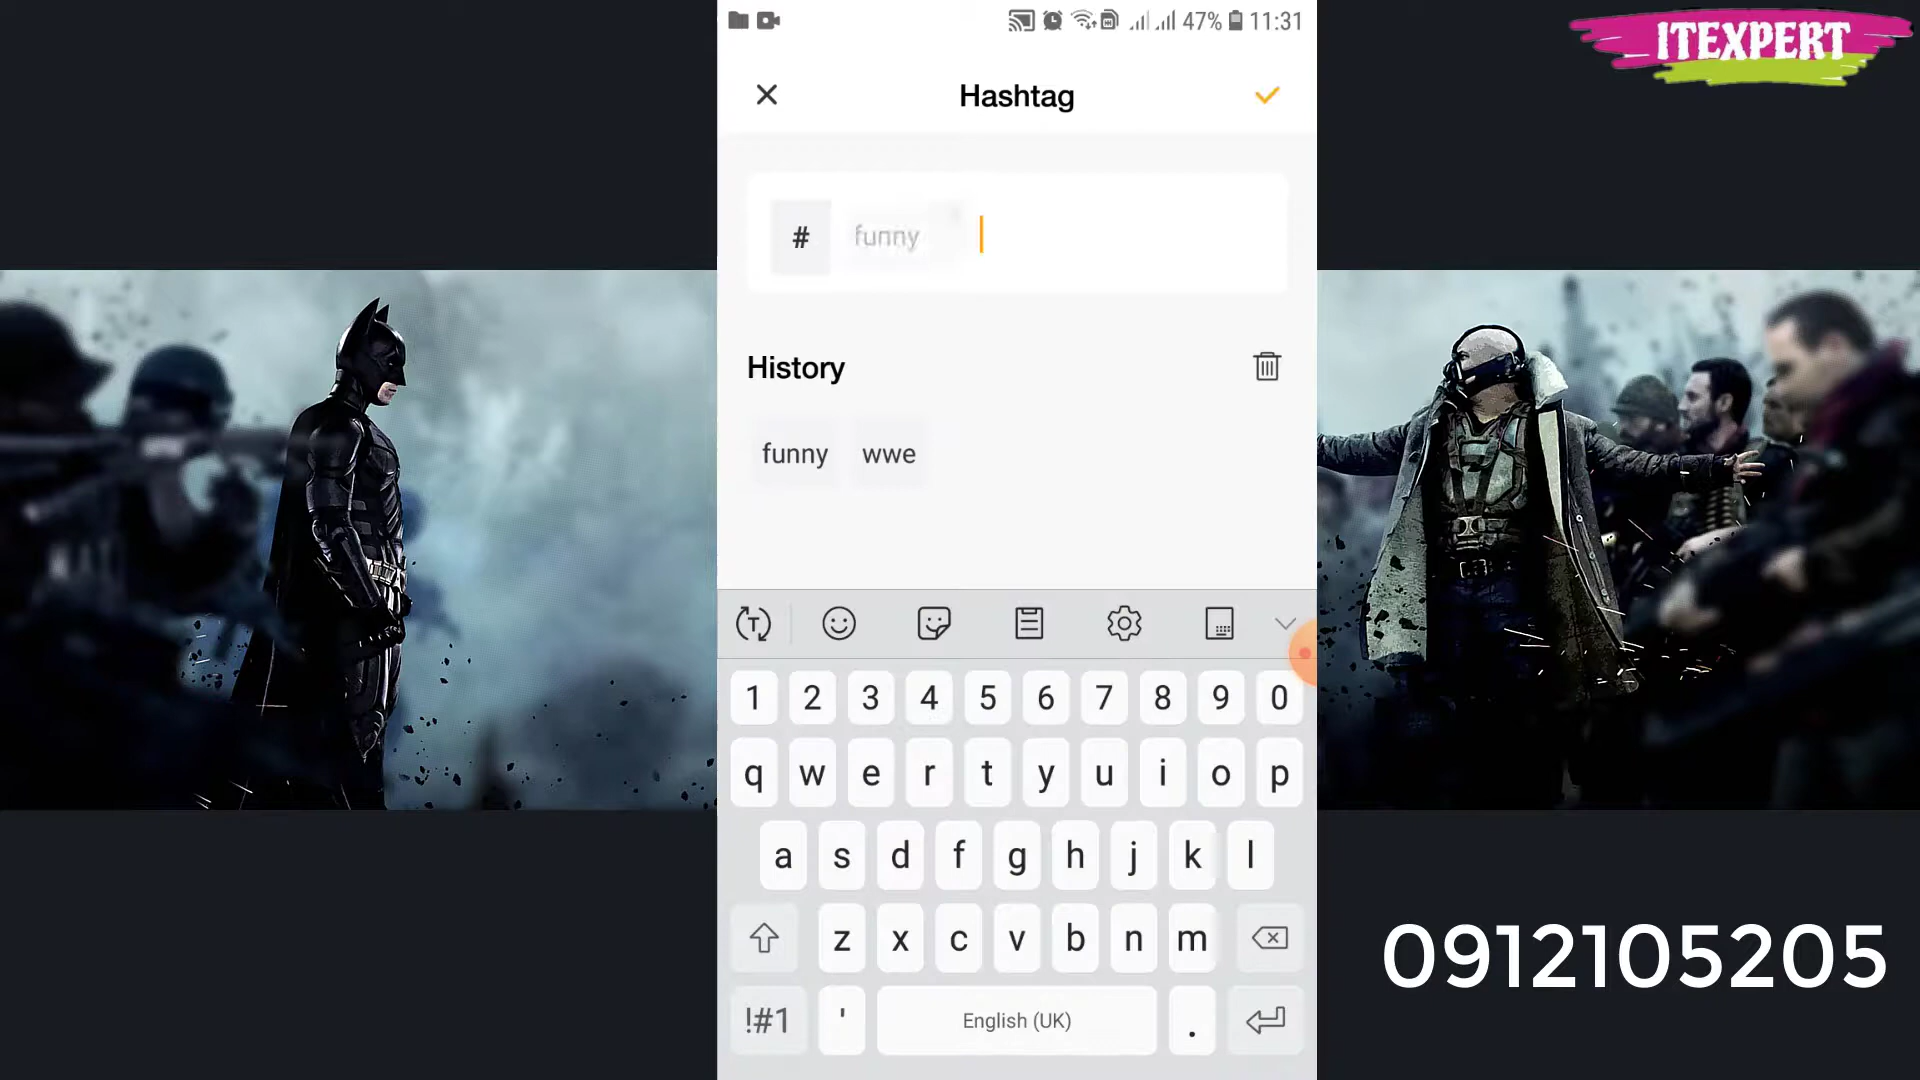 47% 11:31
ITEXPERT
Hashtag
# funny
History
funny wwe
1 2 3 4 5 6 7 8 9 0
q w e r t y u i o p
a s d f g h j k l
z x c v b n m
!#1 ' English (UK) .
0912105205